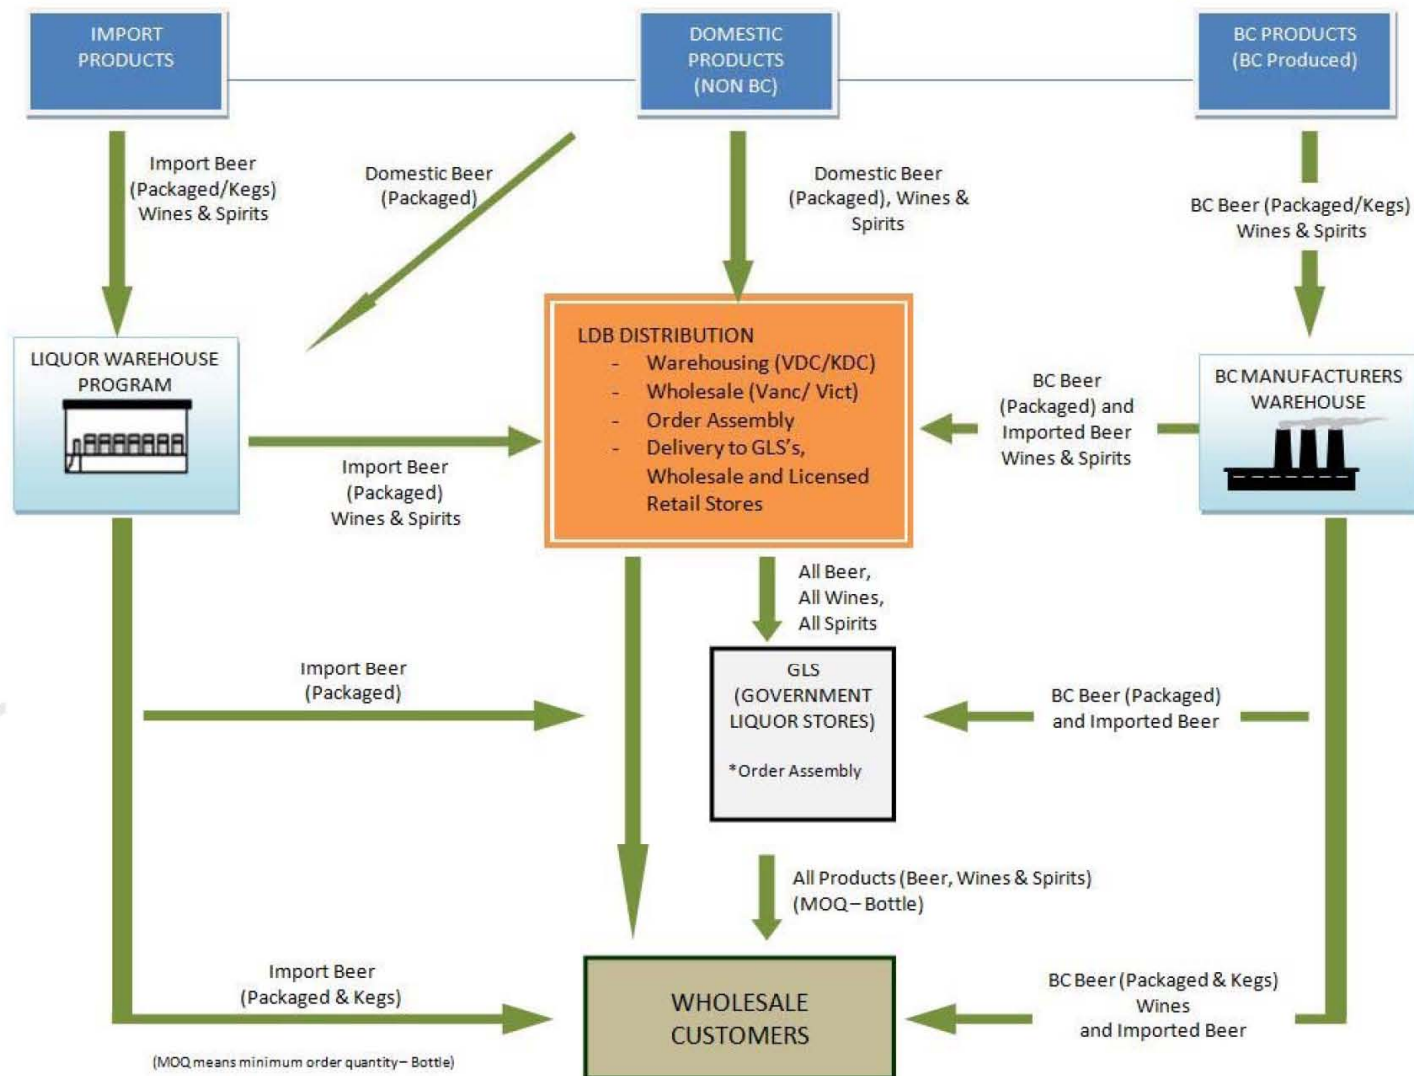 IMPORT
PRODUCTS
DOMESTIC
PRODUCTS
(NON BC)
BC PRODUCTS
(BC Produced)
Import Beer
(Packaged/Kegs)
Wines & Spirits
Domestic Beer
(Packaged)
Domestic Beer
(Packaged), Wines &
Spirits
BC Beer (Packaged/Kegs)
Wines & Spirits
LIQUOR WAREHOUSE
PROGRAM
LDB DISTRIBUTION
- Warehousing (VDC/KDC)
- Wholesale (Vanc/ Vict)
- Order Assembly
- Delivery to GLS's,
Wholesale and Licensed
Retail Stores
BC Beer
(Packaged) and
Imported Beer
Wines & Spirits
BC MANUFACTURERS
WAREHOUSE
Import Beer
(Packaged)
Wines & Spirits
All Beer,
All Wines,
All Spirits
Import Beer
(Packaged)
GLS
(GOVERNMENT
LIQUOR STORES)
*Order Assembly
BC Beer (Packaged)
and Imported Beer
All Products (Beer, Wines & Spirits)
(MOQ – Bottle)
Import Beer
(Packaged & Kegs)
WHOLESALE
CUSTOMERS
BC Beer (Packaged & Kegs)
Wines
and Imported Beer
(MOQ means minimum order quantity – Bottle)